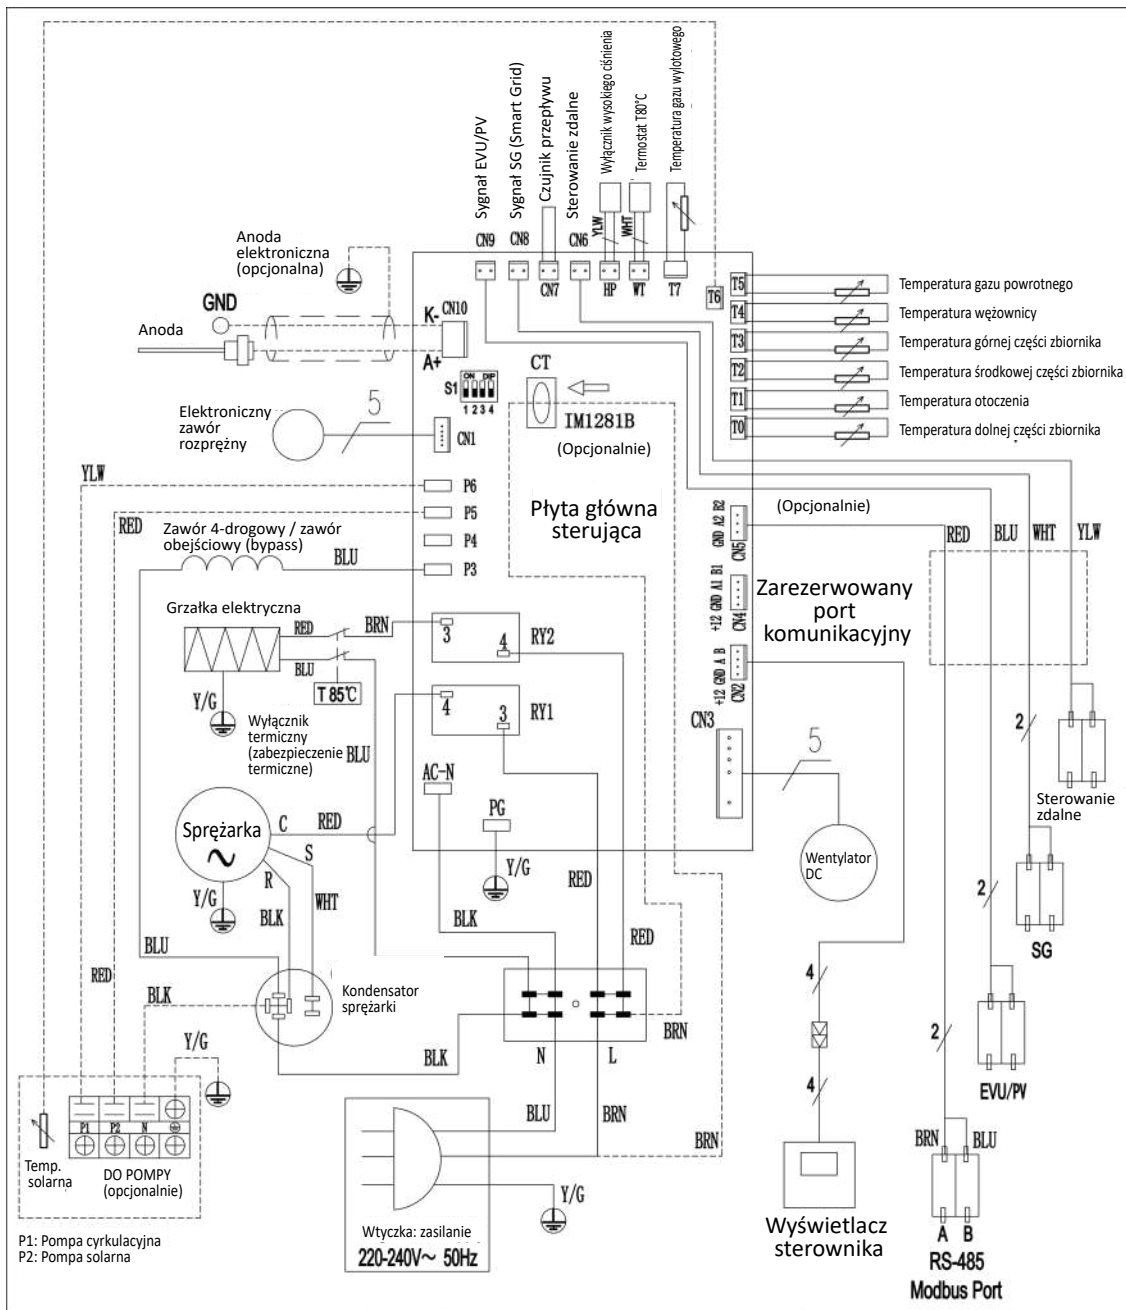 Sygnał EVU/PV
Sygnał SG (Smart Grid)
Czujnik przepływu
Sterowanie zdalne
Wyłącznik wysokiego ciśnienia
Termostat T80°C
Temperatura gazu wylotowego
YLW
WHT
CN9
CN8
CN7
CN6
HP
WT
T7
T6
Anoda
elektroniczna
(opcjonalna)
GND
Anoda
K-
A+
CN10
S1
ON DIP
1 2 3 4
CT
IM1281B
(Opcjonalnie)
T5
Temperatura gazu powrotnego
T4
Temperatura wężownicy
T3
Temperatura górnej części zbiornika
T2
Temperatura środkowej części zbiornika
T1
Temperatura otoczenia
T0
Temperatura dolnej części zbiornika
Elektroniczny
zawór
rozprężny
5
CN1
YLW
P6
RED
P5
P4
P3
Zawór 4-drogowy / zawór
obejściowy (bypass)
BLU
Płyta główna
sterująca
(Opcjonalnie)
GND A2 B2
CN5
+12 GND A1 B1
CN4
+12 GND A B
CN2
Zarezerwowany
port
komunikacyjny
RED
BLU
WHT
YLW
Grzałka elektryczna
RED
BRN
BLU
T 85℃
Y/G
3
4
RY2
4
3
RY1
Wyłącznik
termiczny
(zabezpieczenie
termiczne)
BLU
CN3
5
AC-N
PG
Y/G
Sprężarka
C
RED
S
R
WHT
BLK
Y/G
Wentylator
DC
Sterowanie
zdalne
2
SG
2
EVU/PV
2
BLU
RED
BLK
Kondensator
sprężarki
BLK
RED
RED
BRN
N
L
BLK
Y/G
P1
P2
N
Temp.
solarna
DO POMPY
(opcjonalnie)
P1: Pompa cyrkulacyjna
P2: Pompa solarna
BLU
BRN
BRN
Y/G
Wtyczka: zasilanie
220-240V～ 50Hz
4
4
Wyświetlacz
sterownika
BRN
BLU
A
B
RS-485
Modbus Port